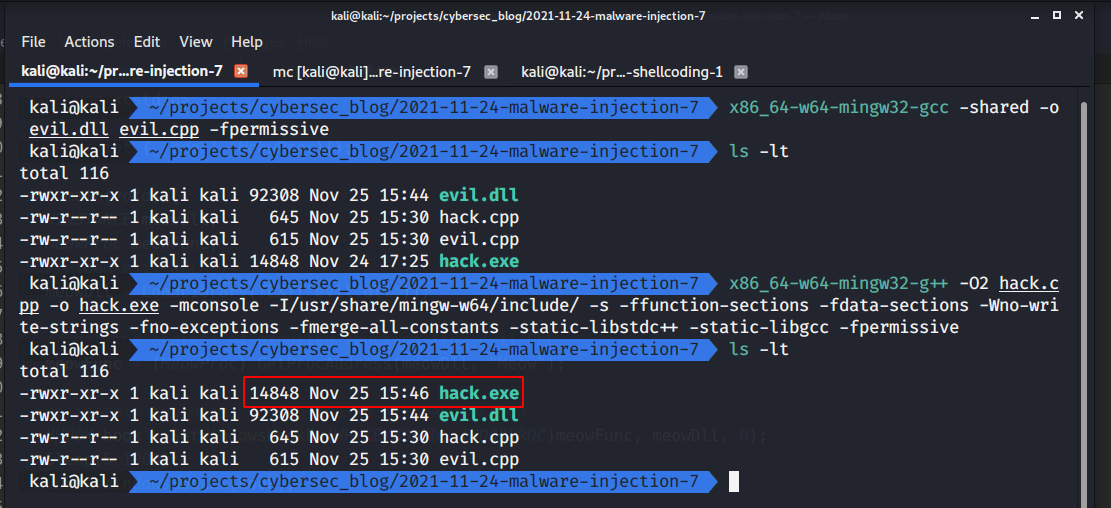 kali@kali:~/projects/cybersec_blog/2021-11-24-malware-injection-7
File Actions Edit View Help
kali@kali:~/pr...re-injection-7 mc [kali@kali]...re-injection-7 kali@kali:~/pr...-shellcoding-1
kali@kali ~/projects/cybersec_blog/2021-11-24-malware-injection-7 x86_64-w64-mingw32-gcc -shared -o
evil.dll evil.cpp -fpermissive
kali@kali ~/projects/cybersec_blog/2021-11-24-malware-injection-7 ls -lt
total 116
-rwxr-xr-x 1 kali kali 92308 Nov 25 15:44 evil.dll
-rw-r--r-- 1 kali kali 645 Nov 25 15:30 hack.cpp
-rw-r--r-- 1 kali kali 615 Nov 25 15:30 evil.cpp
-rwxr-xr-x 1 kali kali 14848 Nov 24 17:25 hack.exe
kali@kali ~/projects/cybersec_blog/2021-11-24-malware-injection-7 x86_64-w64-mingw32-g++ -O2 hack.c
pp -o hack.exe -mconsole -I/usr/share/mingw-w64/include/ -s -ffunction-sections -fdata-sections -Wno-wri
te-strings -fno-exceptions -fmerge-all-constants -static-libstdc++ -static-libgcc -fpermissive
kali@kali ~/projects/cybersec_blog/2021-11-24-malware-injection-7 ls -lt
total 116
-rwxr-xr-x 1 kali kali 14848 Nov 25 15:46 hack.exe
-rwxr-xr-x 1 kali kali 92308 Nov 25 15:44 evil.dll
-rw-r--r-- 1 kali kali 645 Nov 25 15:30 hack.cpp
-rw-r--r-- 1 kali kali 615 Nov 25 15:30 evil.cpp
kali@kali ~/projects/cybersec_blog/2021-11-24-malware-injection-7